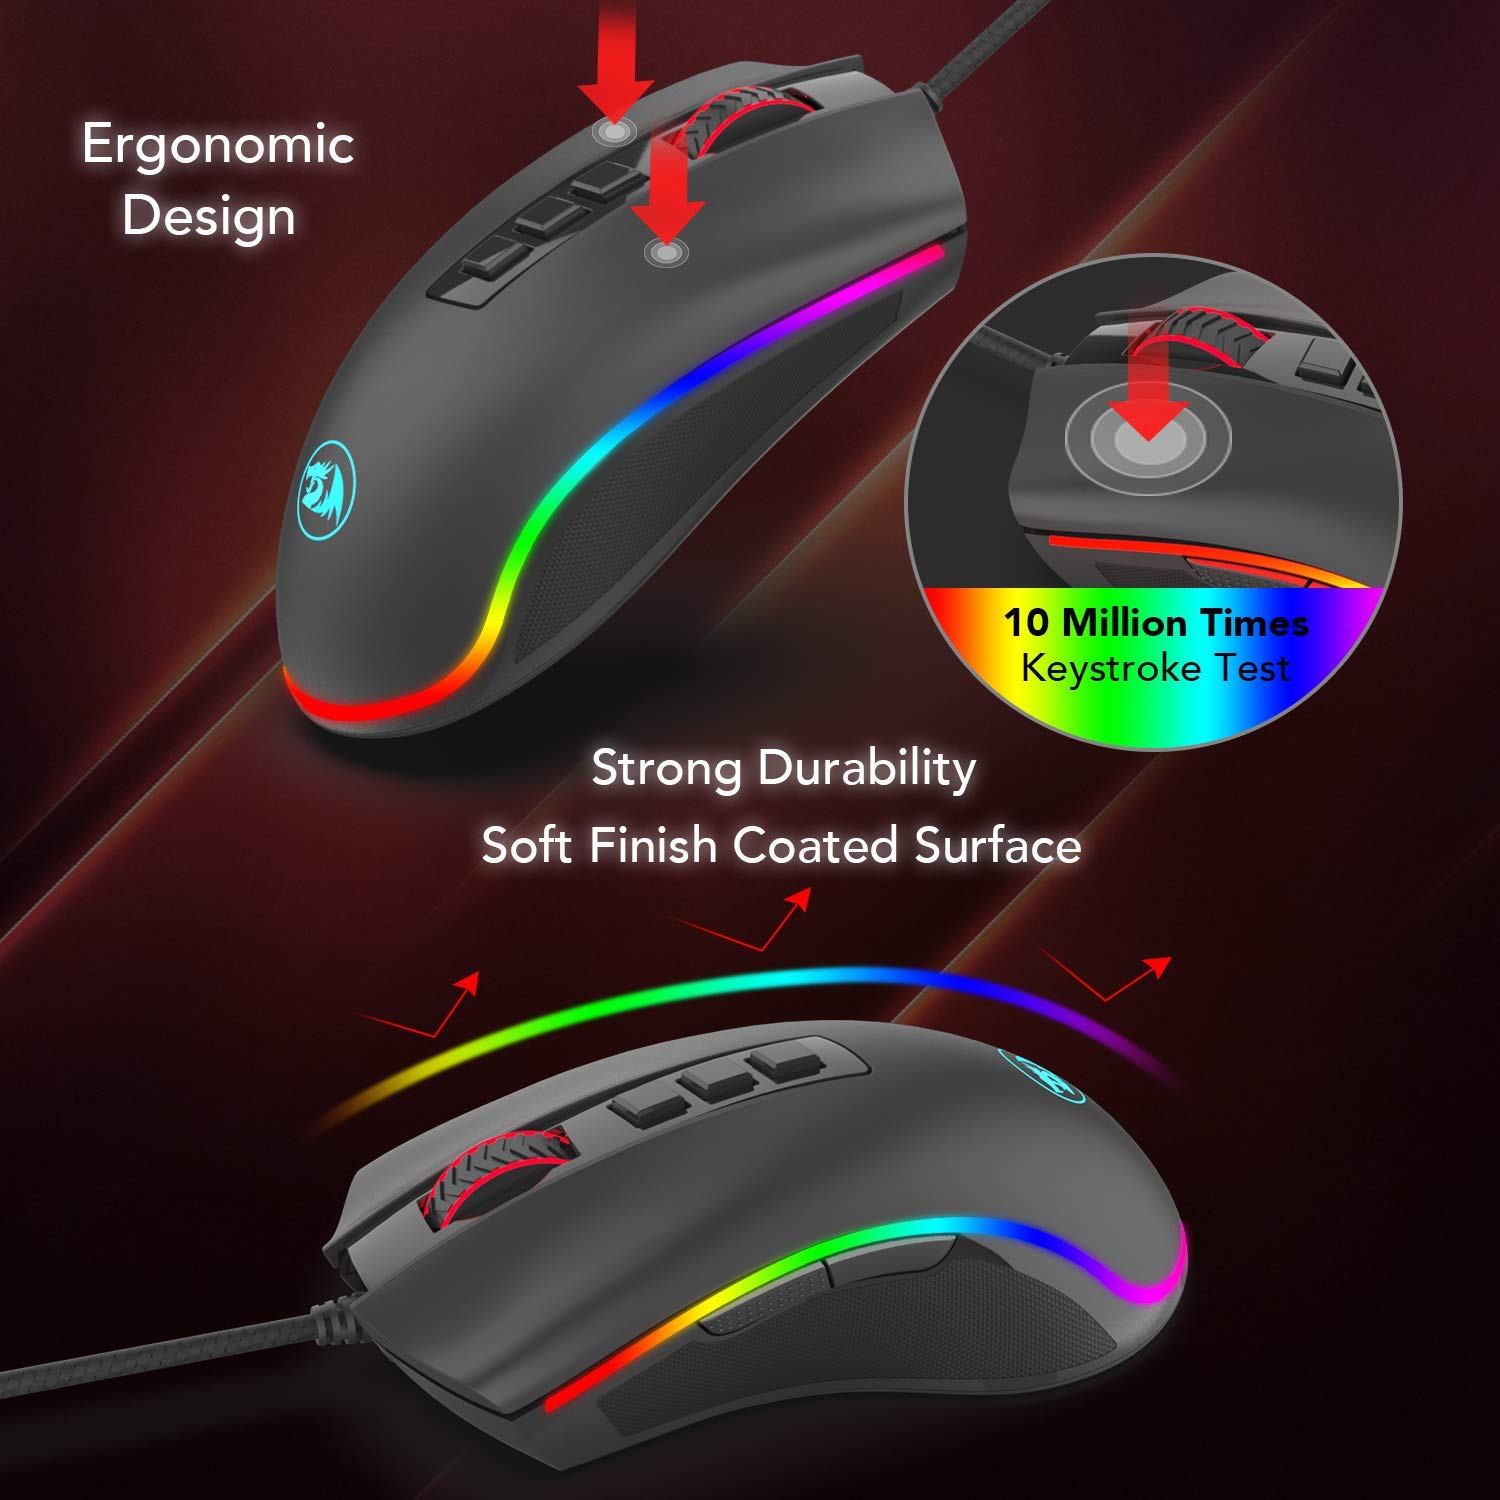 Ergonomic
Design
10 Million Times
Keystroke Test
Strong Durability
Soft Finish Coated Surface